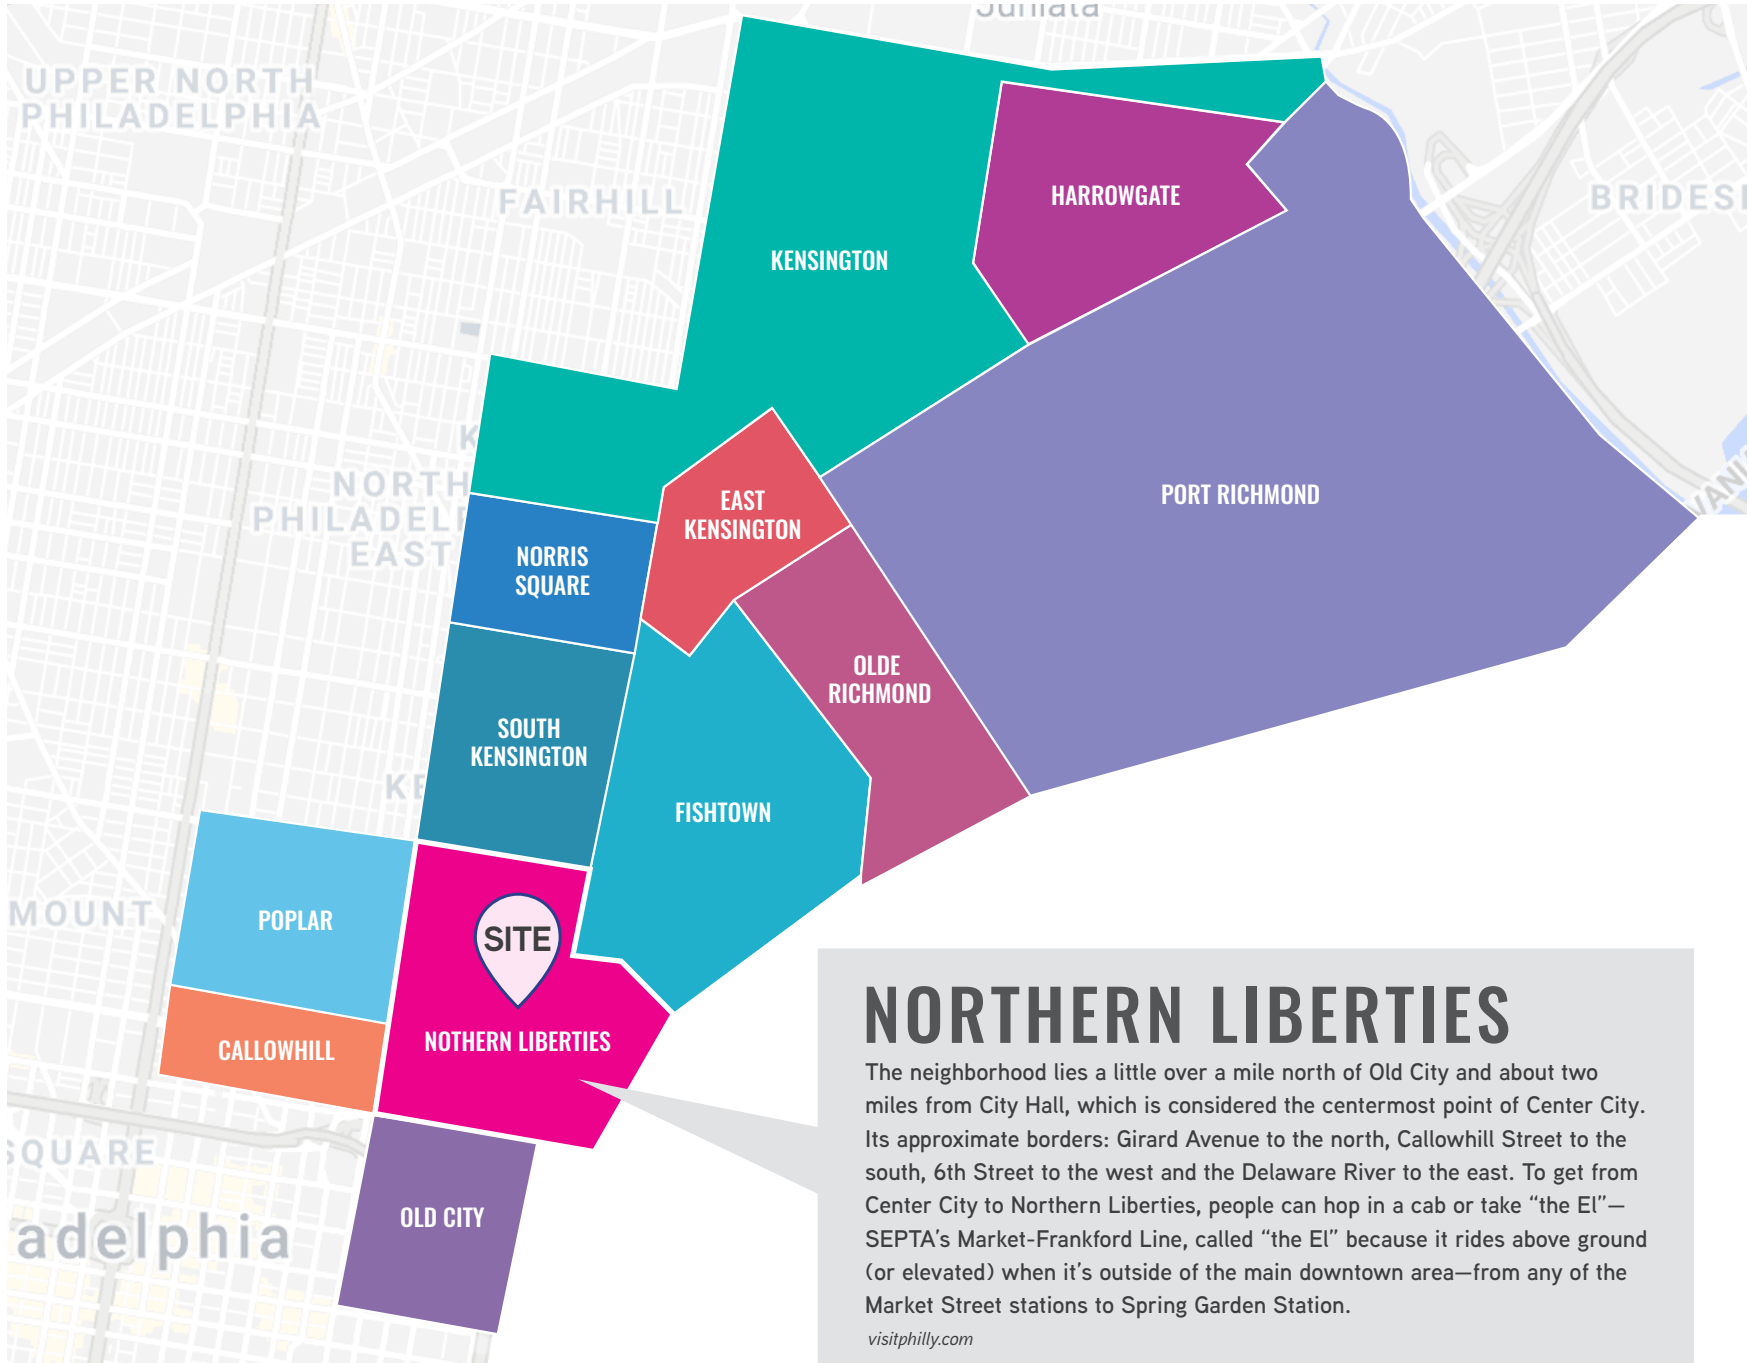 Juniata
UPPER NORTH
PHILADELPHIA
FAIRHILL
HARROWGATE
BRIDES
KENSINGTON
NORTH
PHILADEL
EAST
EAST
KENSINGTON
PORT RICHMOND
VANI
NORRIS
SQUARE
OLDE
RICHMOND
SOUTH
KENSINGTON
KE
FISHTOWN
MOUNT
POPLAR
SITE
CALLOWHILL
NOTHERN LIBERTIES
SQUARE
OLD CITY
adelphia
NORTHERN LIBERTIES
The neighborhood lies a little over a mile north of Old City and about two
miles from City Hall, which is considered the centermost point of Center City.
Its approximate borders: Girard Avenue to the north, Callowhill Street to the
south, 6th Street to the west and the Delaware River to the east. To get from
Center City to Northern Liberties, people can hop in a cab or take “the El”—
SEPTA’s Market-Frankford Line, called “the El” because it rides above ground
(or elevated) when it’s outside of the main downtown area—from any of the
Market Street stations to Spring Garden Station.
visitphilly.com